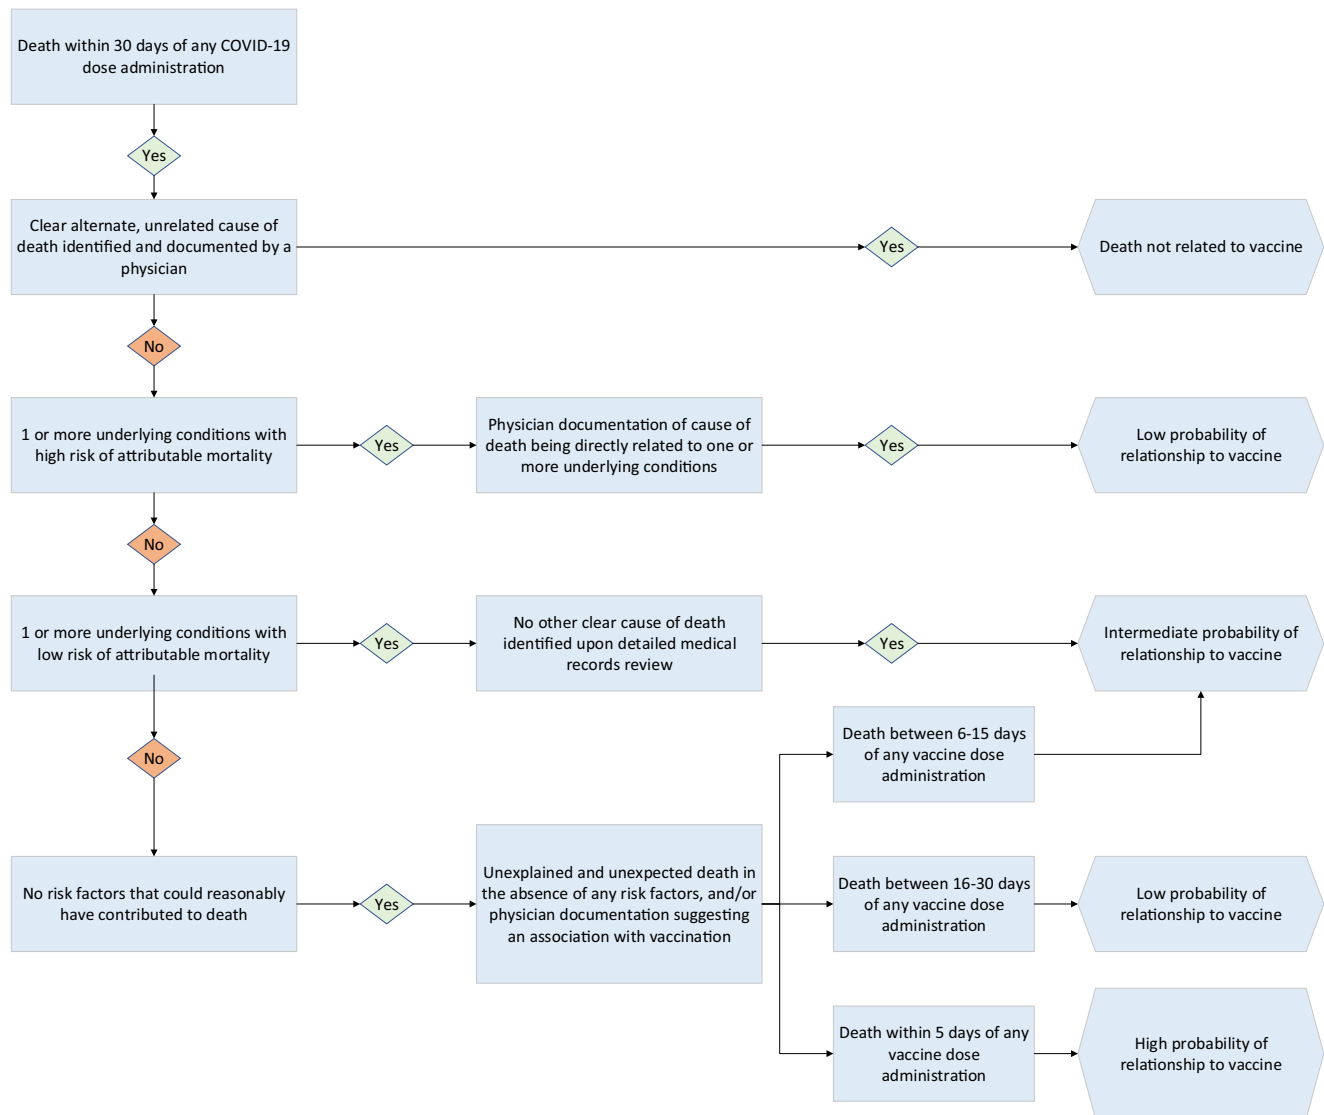 Death within 30 days of any COVID-19
dose administration
Yes
Clear alternate, unrelated cause of
death identified and documented by a
physician
Yes
Death not related to vaccine
No
1 or more underlying conditions with
high risk of attributable mortality
Yes
Physician documentation of cause of
death being directly related to one or
more underlying conditions
Yes
Low probability of
relationship to vaccine
No
1 or more underlying conditions with
low risk of attributable mortality
Yes
No other clear cause of death
identified upon detailed medical
records review
Yes
Intermediate probability of
relationship to vaccine
No
Death between 6-15 days
of any vaccine dose
administration
No risk factors that could reasonably
have contributed to death
Yes
Unexplained and unexpected death in
the absence of any risk factors, and/or
physician documentation suggesting
an association with vaccination
Death between 16-30 days
of any vaccine dose
administration
Low probability of
relationship to vaccine
Death within 5 days of any
vaccine dose
administration
High probability of
relationship to vaccine